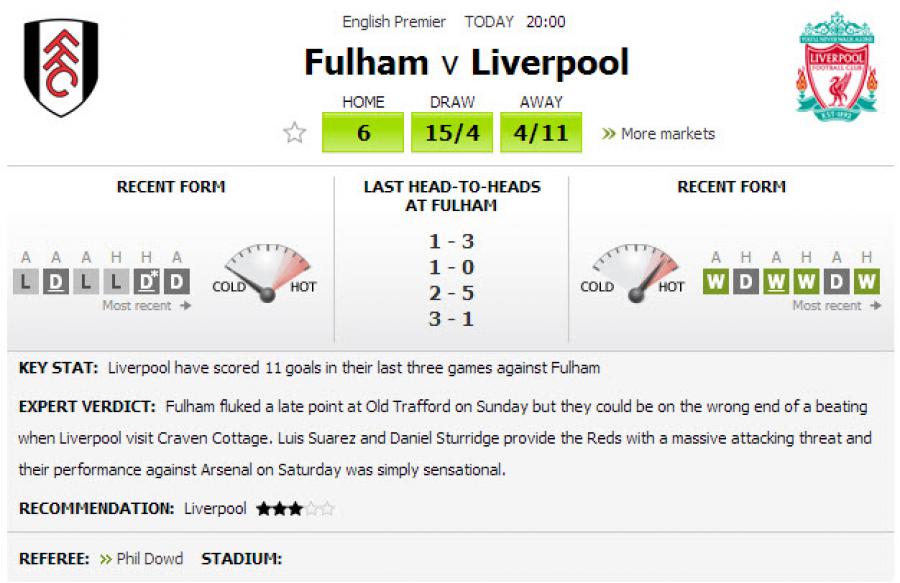 English Premier TODAY 20:00
Fulham v Liverpool
HOME DRAW AWAY
6 15/4 4/11 » More markets
FFC
YOU'LL NEVER WALK ALONE
LIVERPOOL
FOOTBALL CLUB
EST·1892
RECENT FORM
A A A H H A
L D L L D* D
Most recent →
COLD HOT
LAST HEAD-TO-HEADS
AT FULHAM
1 - 3
1 - 0
2 - 5
3 - 1
RECENT FORM
COLD HOT
A H A H A H
W D W W D W
Most recent →
KEY STAT: Liverpool have scored 11 goals in their last three games against Fulham
EXPERT VERDICT: Fulham fluked a late point at Old Trafford on Sunday but they could be on the wrong end of a beating
when Liverpool visit Craven Cottage. Luis Suarez and Daniel Sturridge provide the Reds with a massive attacking threat and
their performance against Arsenal on Saturday was simply sensational.
RECOMMENDATION: Liverpool ★★★☆☆
REFEREE: » Phil Dowd STADIUM: